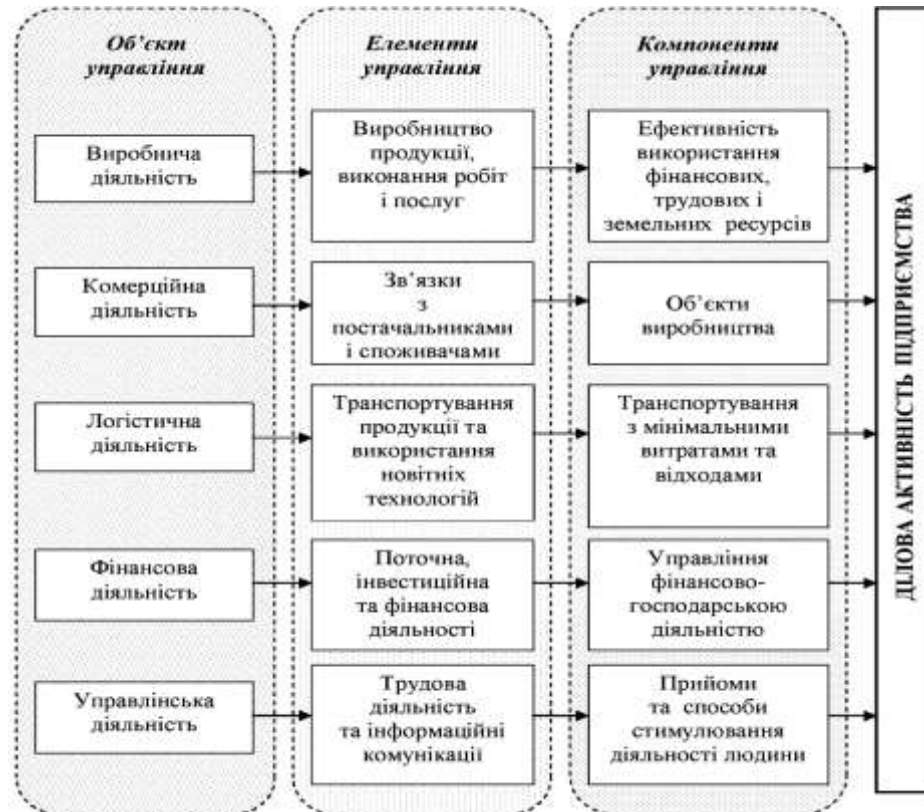 Об’єкт
управління
Елементи
управління
Компоненти
управління
Виробнича
діяльність
Виробництво
продукції,
виконання робіт
і послуг
Ефективність
використання
фінансових,
трудових і
земельних ресурсів
Комерційна
діяльність
Зв’язки
з
постачальниками
і споживачами
Об’єкти
виробництва
Логістична
діяльність
Транспортування
продукції та
використання
новітніх
технологій
Транспортування
з мінімальними
витратами та
відходами
Фінансова
діяльність
Поточна,
інвестиційна
та фінансова
діяльності
Управління
фінансово-
господарською
діяльністю
Управлінська
діяльність
Трудова
діяльність
та інформаційні
комунікації
Прийоми
та способи
стимулювання
діяльності людини
ДІЛОВА АКТИВНІСТЬ ПІДПРИЄМСТВА